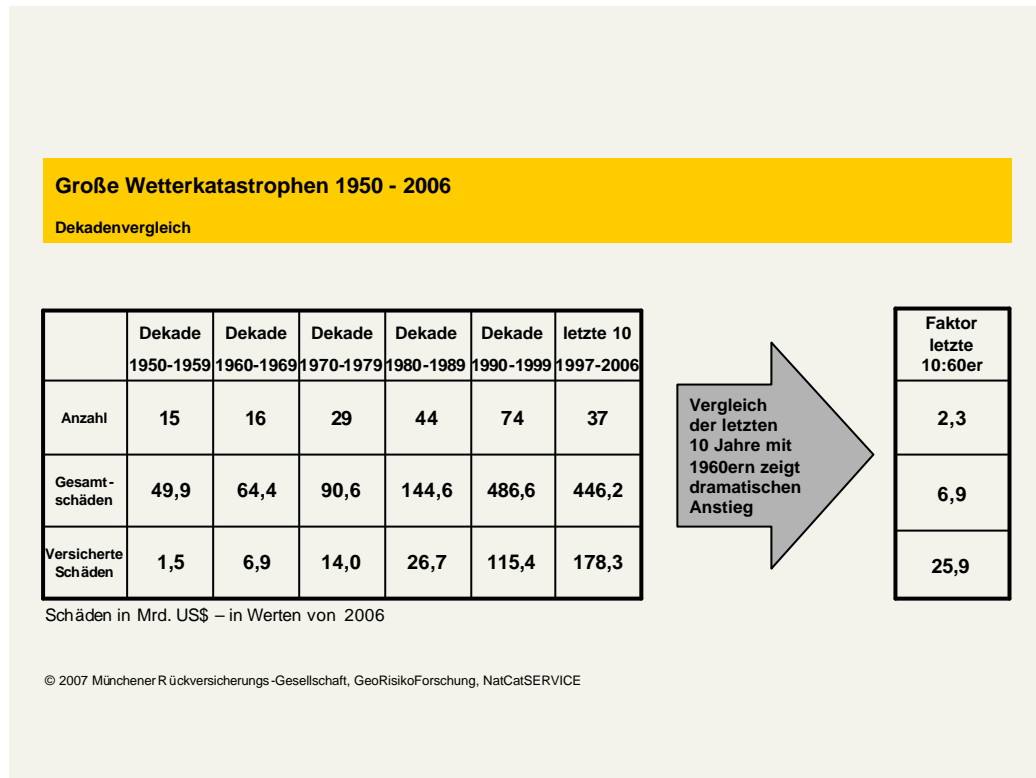 Große Wetterkatastrophen 1950 - 2006
Dekadenvergleich
Dekade Dekade Dekade Dekade Dekade letzte 10
1950-1959 1960-1969 1970-1979 1980-1989 1990-1999 1997-2006
Anzahl 15 16 29 44 74 37
Gesamt-
schäden 49,9 64,4 90,6 144,6 486,6 446,2
Versicherte
Schäden 1,5 6,9 14,0 26,7 115,4 178,3
Vergleich
der letzten
10 Jahre mit
1960ern zeigt
dramatischen
Anstieg
Faktor
letzte
10:60er
2,3
6,9
25,9
Schäden in Mrd. US$ – in Werten von 2006
© 2007 Münchener Rückversicherungs-Gesellschaft, GeoRisikoForschung, NatCatSERVICE